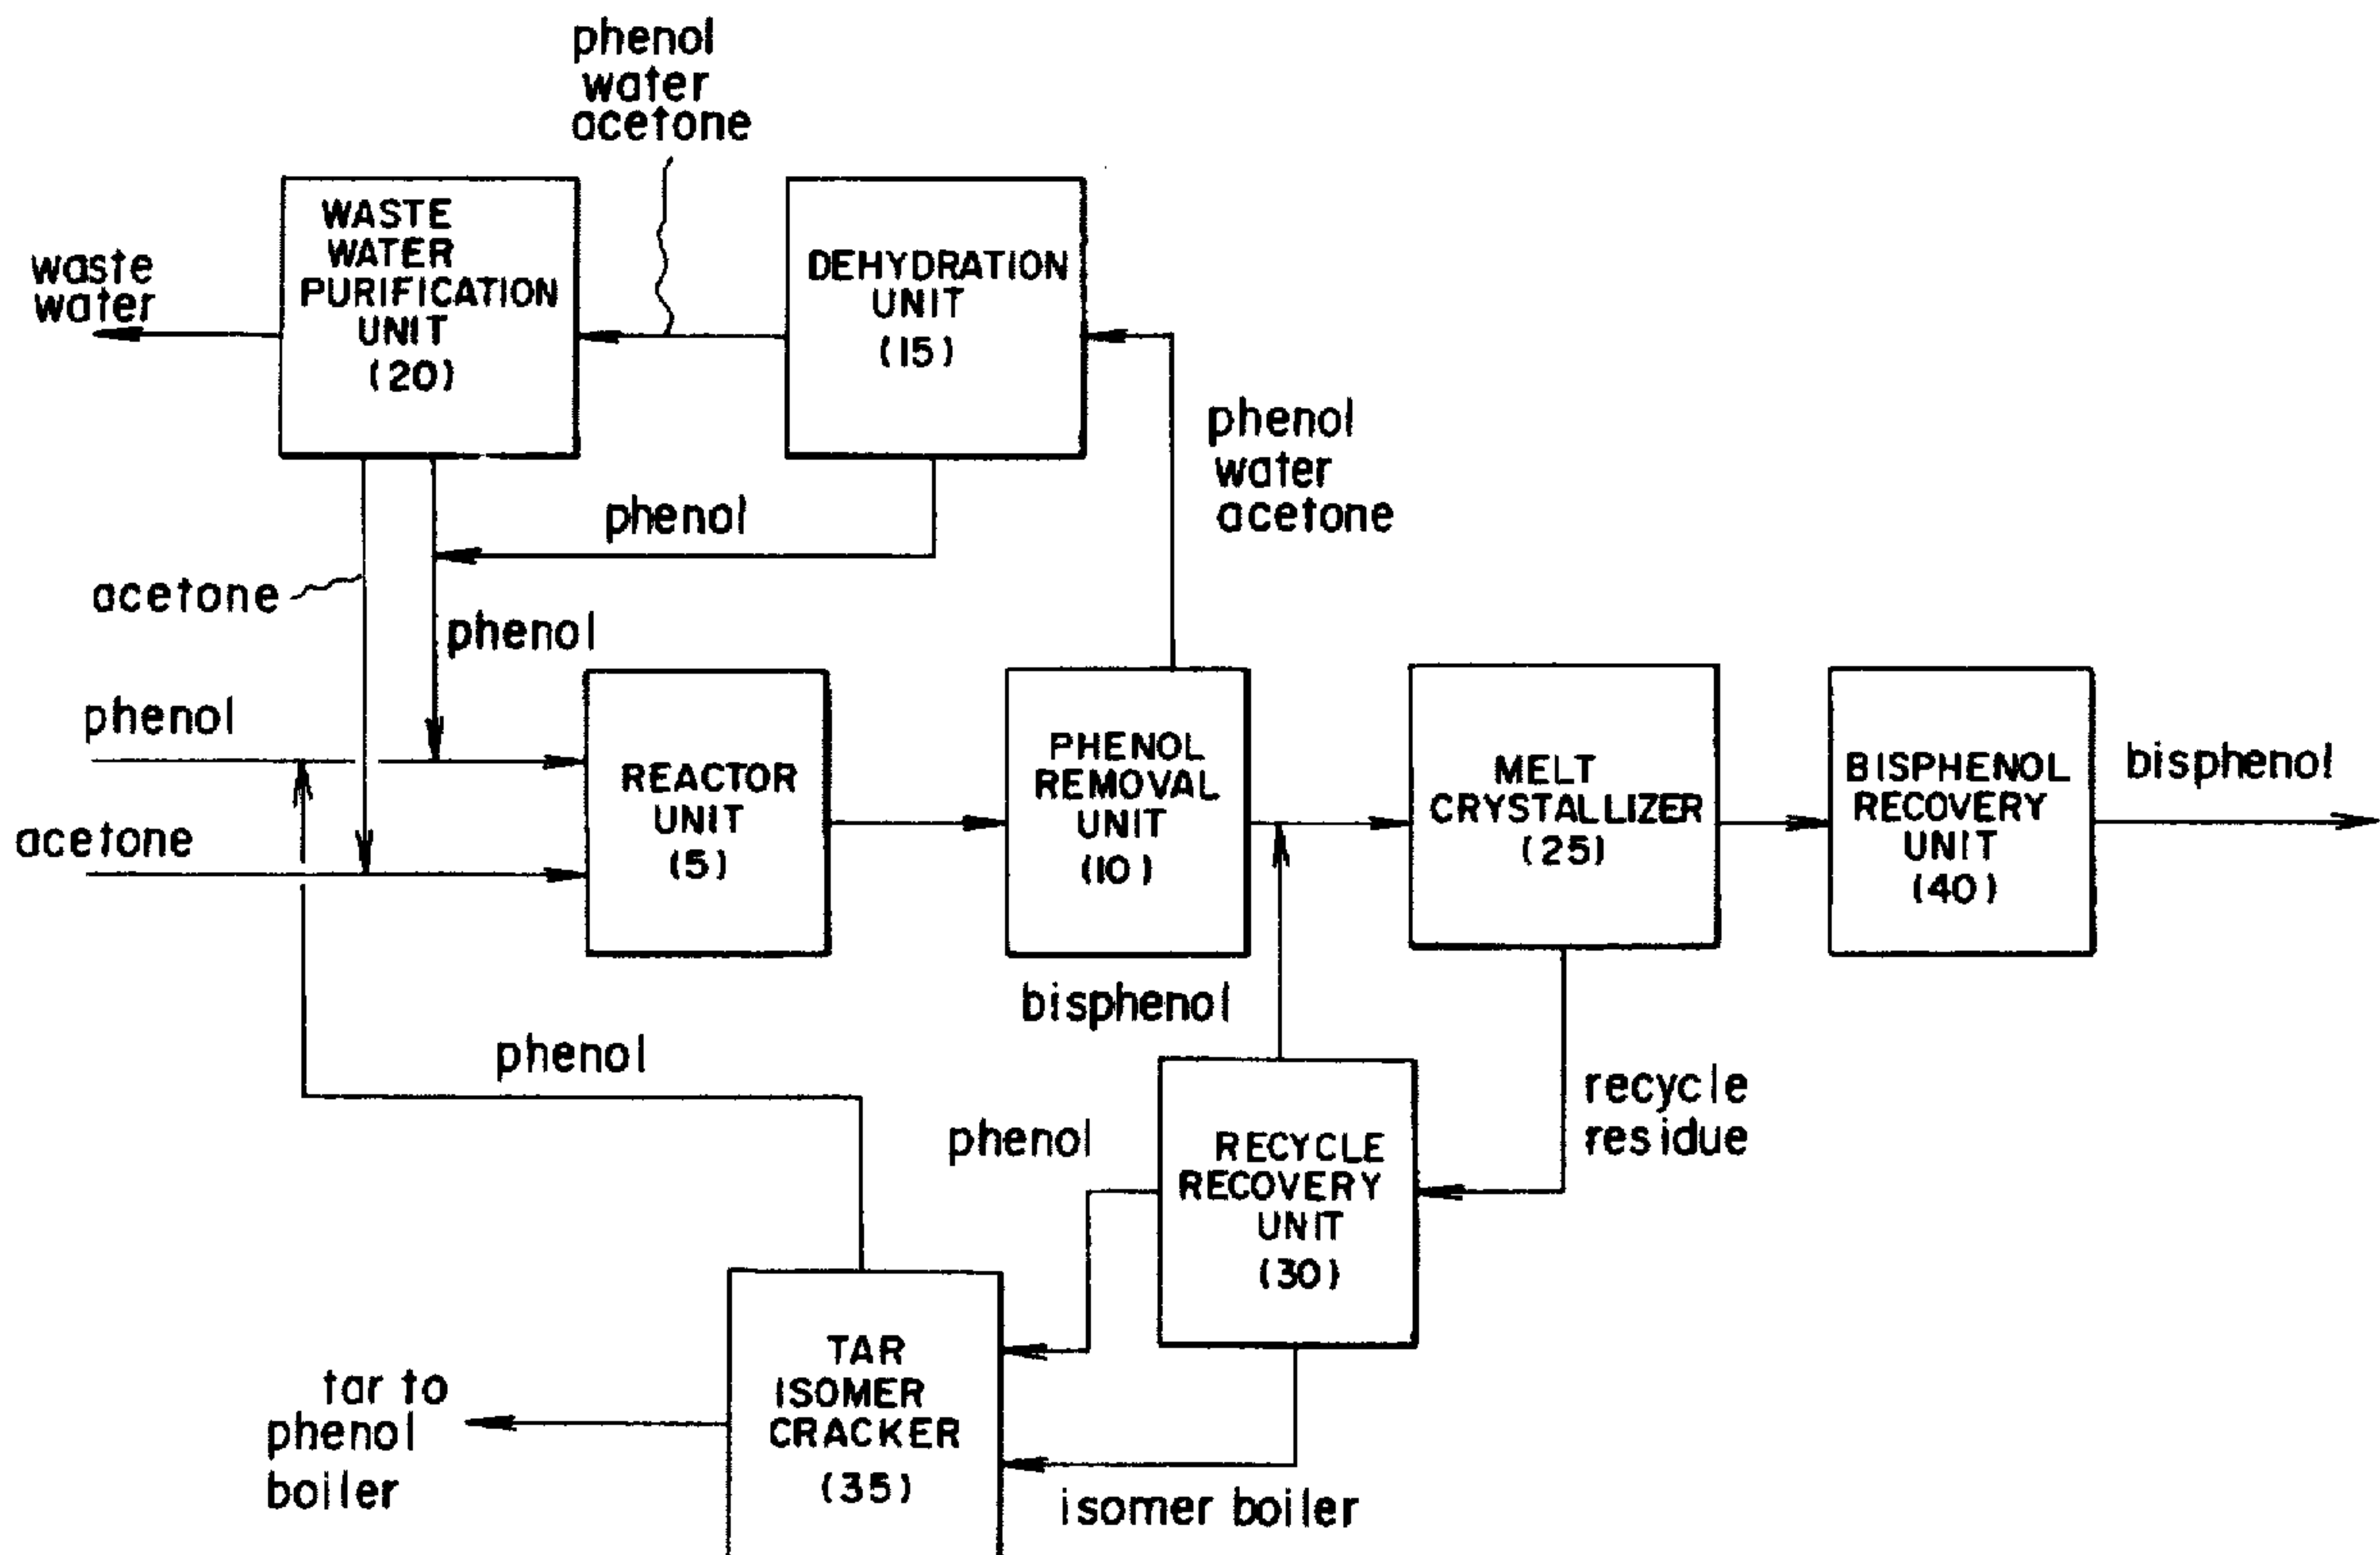 phenol
water
acetone
WASTE
WATER
PURIFICATION
UNIT
(20)
DEHYDRATION
UNIT
(15)
waste
water
phenol
water
acetone
phenol
acetone
phenol
phenol
acetone
REACTOR
UNIT
(5)
PHENOL
REMOVAL
UNIT
(10)
MELT
CRYSTALLIZER
(25)
BISPHENOL
RECOVERY
UNIT
(40)
bisphenol
bisphenol
phenol
phenol
RECYCLE
RECOVERY
UNIT
(30)
recycle
residue
TAR
ISOMER
CRACKER
(35)
tar to
phenol
boiler
isomer boiler